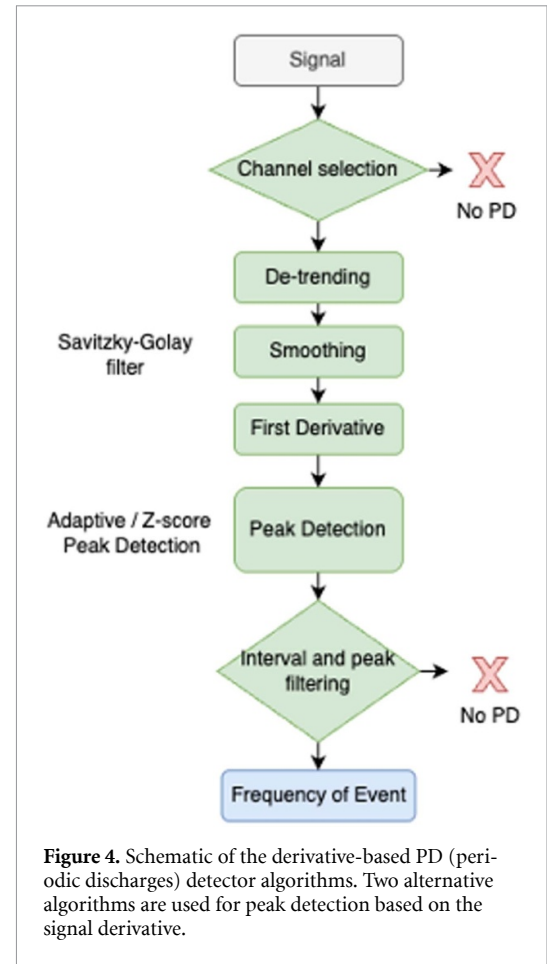 Signal
Channel selection
No PD
De-trending
Savitzky-Golay
filter
Smoothing
First Derivative
Adaptive / Z-score
Peak Detection
Peak Detection
Interval and peak
filtering
No PD
Frequency of Event
Figure 4. Schematic of the derivative-based PD (peri-
odic discharges) detector algorithms. Two alternative
algorithms are used for peak detection based on the
signal derivative.